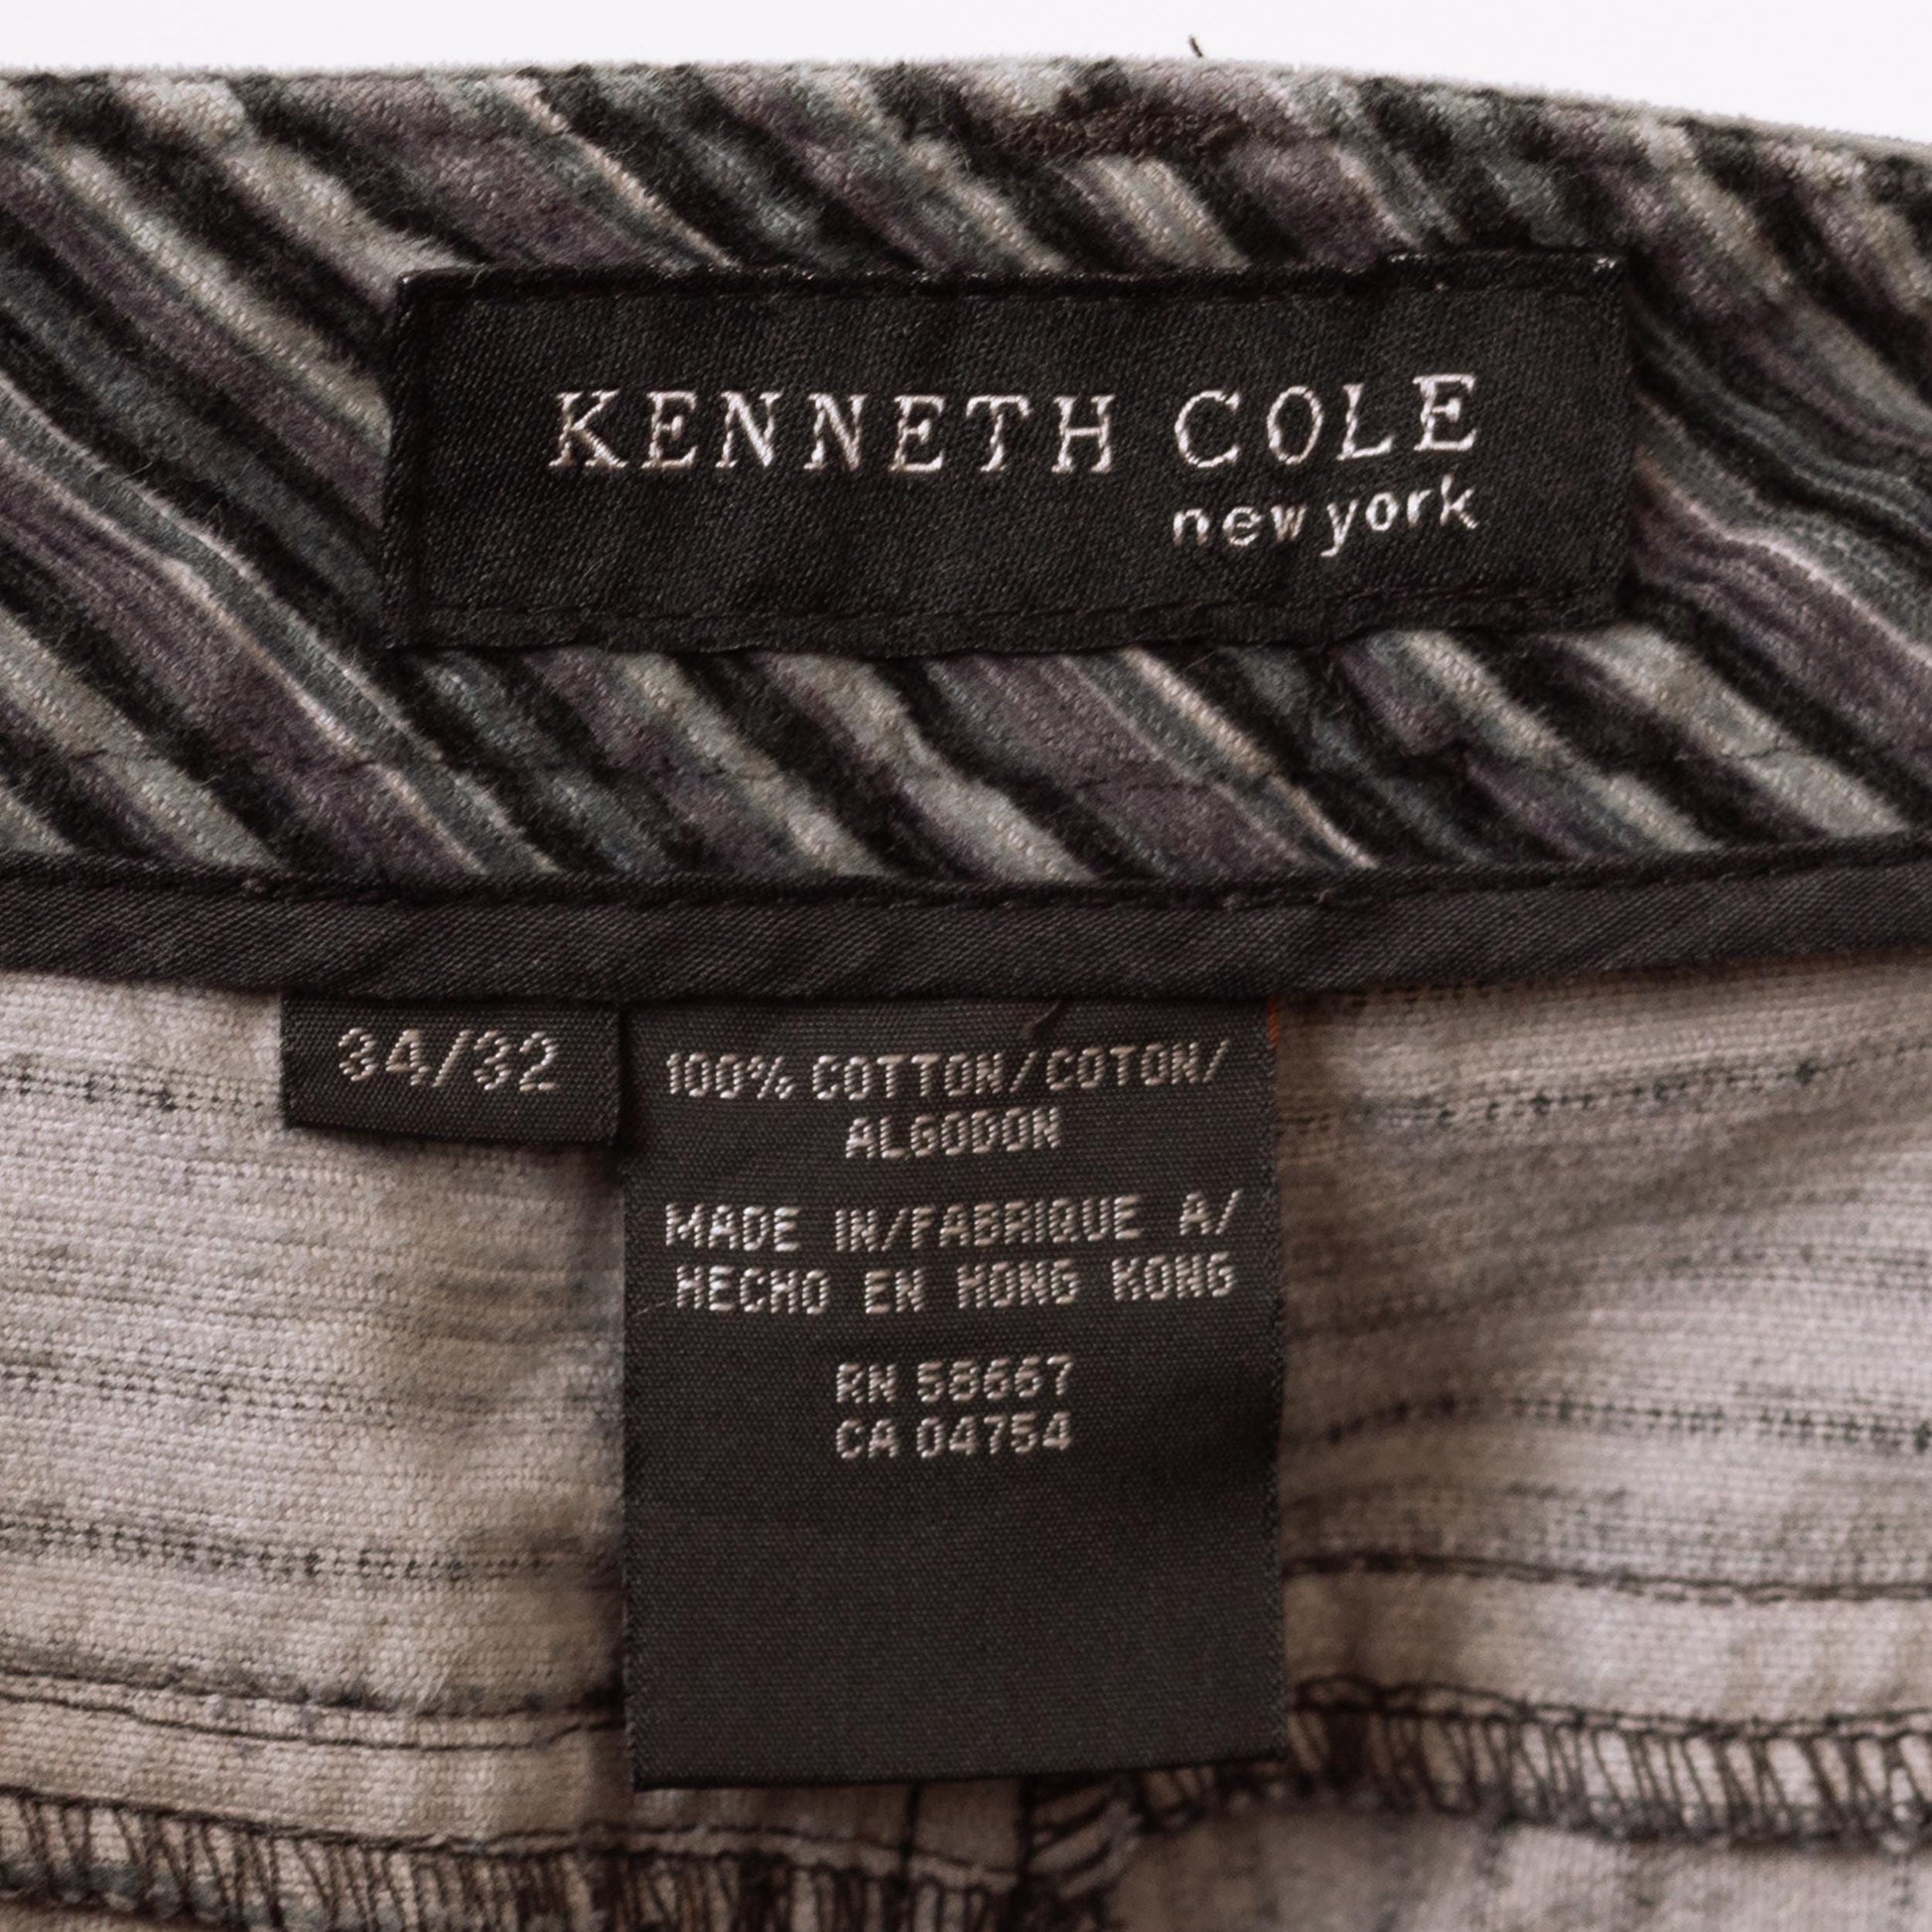 KENNETH COLE
new york
34/32
100% COTTON/COTON/
ALGODON
MADE IN/FABRIQUE A/
HECHO EN HONG KONG
RN 58667
CA 04754